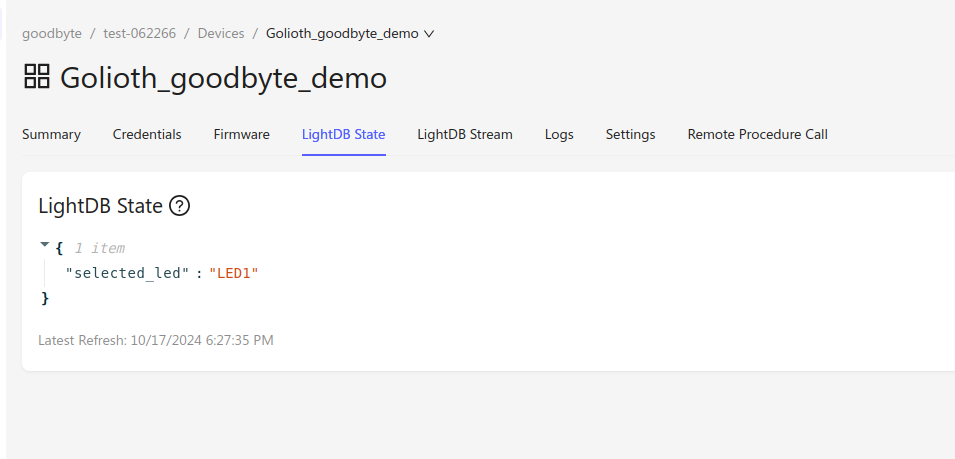 goodbyte / test-062266 / Devices / Golioth_goodbyte_demo
Golioth_goodbyte_demo
Summary Credentials Firmware LightDB State LightDB Stream Logs Settings Remote Procedure Call
LightDB State ?
{ 1 item
"selected_led" : "LED1"
}
Latest Refresh: 10/17/2024 6:27:35 PM